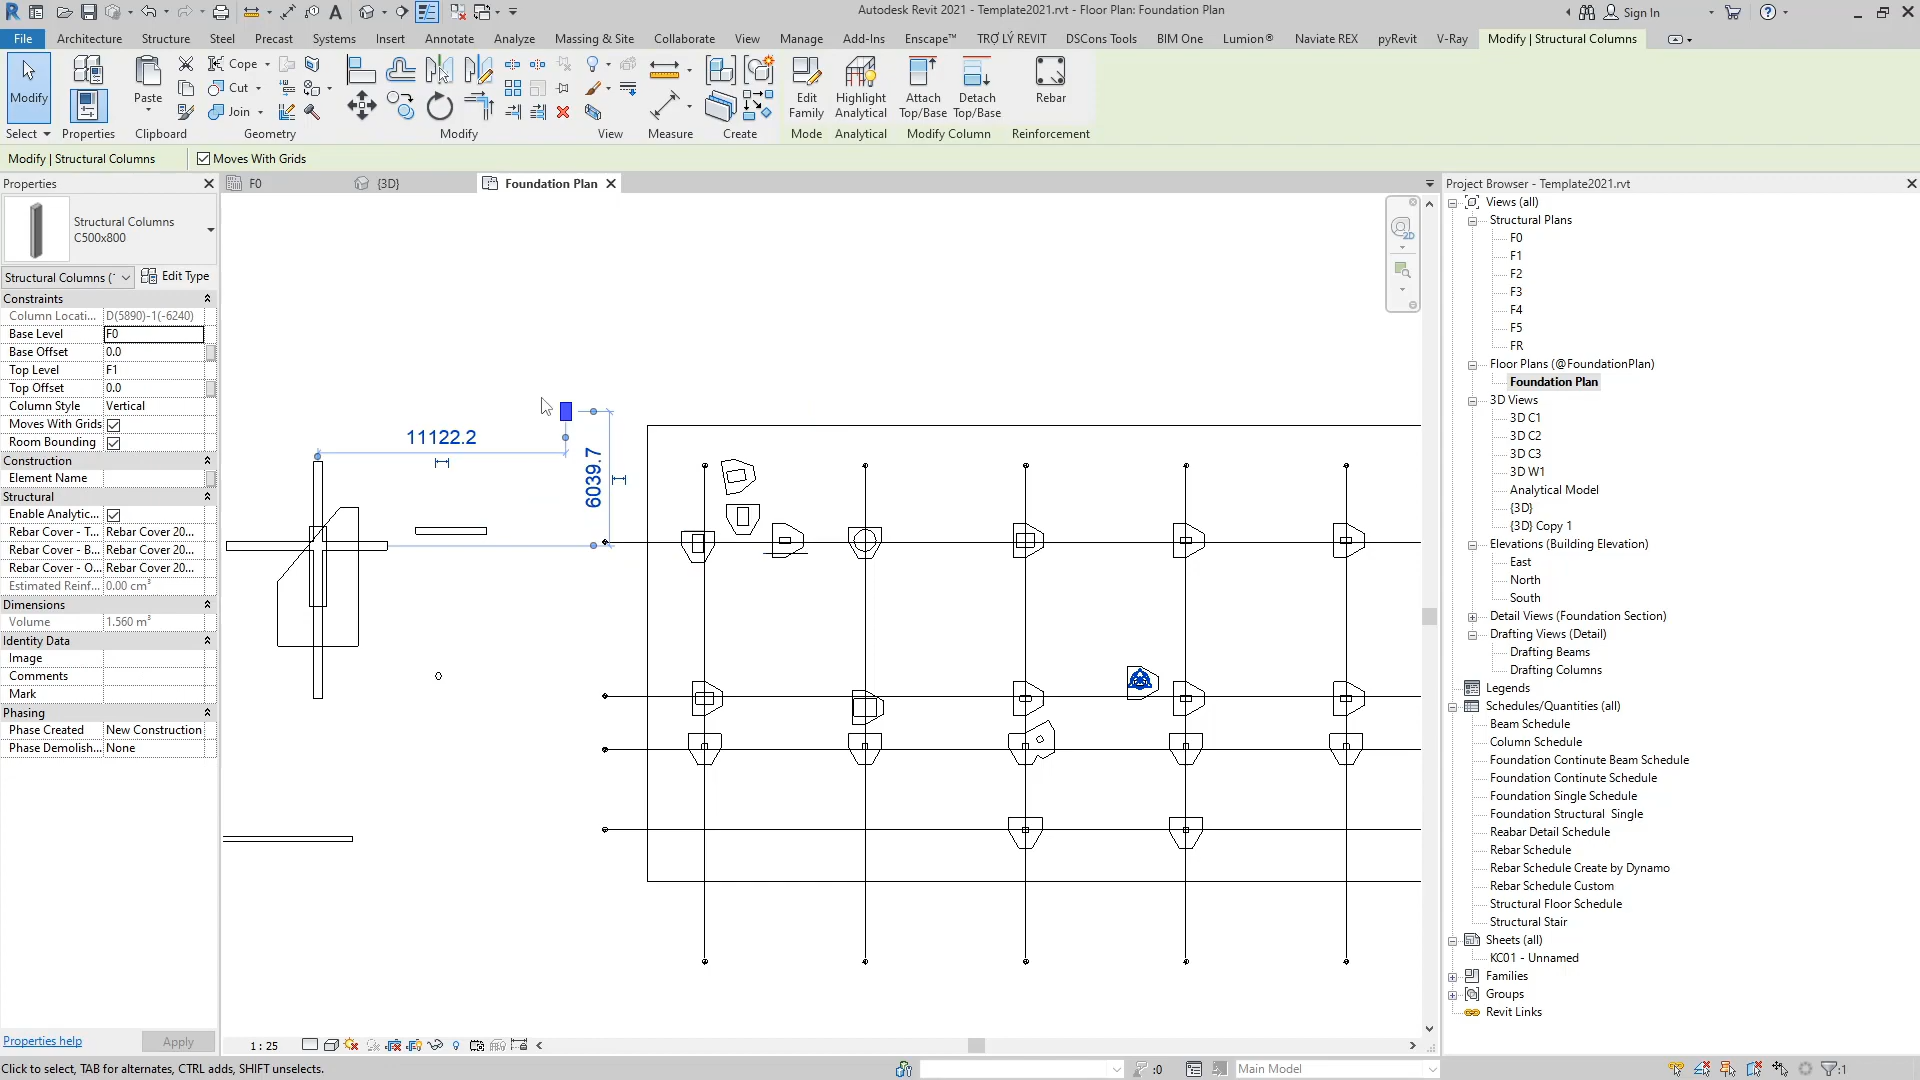 Autodesk Revit 2021 - Template2021.rvt - Floor Plan: Foundation Plan
Sign In
File
Architecture
Structure
Steel
Precast
Systems
Insert
Annotate
Analyze
Massing & Site
Collaborate
View
Manage
Add-Ins
Enscape™
TRỢ LÝ REVIT
DSCons Tools
BIM One
Lumion®
Naviate REX
pyRevit
V-Ray
Modify | Structural Columns
Modify
Paste
Cope
Cut
Join
Edit
Family
Highlight
Analytical
Attach
Top/Base
Detach
Top/Base
Rebar
Select
Properties
Clipboard
Geometry
Modify
View
Measure
Create
Mode
Analytical
Modify Column
Reinforcement
Modify | Structural Columns
Moves With Grids
Properties
F0
{3D}
Foundation Plan
Project Browser - Template2021.rvt
Structural Columns
C500x800
Structural Columns (
Edit Type
Constraints
Column Locati... D(5890)-1(-6240)
Base Level F0
Base Offset 0.0
Top Level F1
Top Offset 0.0
Column Style Vertical
Moves With Grids
Room Bounding
Construction
Element Name
Structural
Enable Analytic...
Rebar Cover - T... Rebar Cover 20...
Rebar Cover - B... Rebar Cover 20...
Rebar Cover - O... Rebar Cover 20...
Estimated Reinf... 0.00 cm³
Dimensions
Volume 1.560 m³
Identity Data
Image
Comments
Mark
Phasing
Phase Created New Construction
Phase Demolish... None
Properties help
Apply
11122.2
6039.7
2D
Views (all)
Structural Plans
F0
F1
F2
F3
F4
F5
FR
Floor Plans (@FoundationPlan)
Foundation Plan
3D Views
3D C1
3D C2
3D C3
3D W1
Analytical Model
{3D}
{3D} Copy 1
Elevations (Building Elevation)
East
North
South
Detail Views (Foundation Section)
Drafting Views (Detail)
Drafting Beams
Drafting Columns
Legends
Schedules/Quantities (all)
Beam Schedule
Column Schedule
Foundation Continute Beam Schedule
Foundation Continute Schedule
Foundation Single Schedule
Foundation Structural Single
Reabar Detail Schedule
Rebar Schedule
Rebar Schedule Create by Dynamo
Rebar Schedule Custom
Structural Floor Schedule
Structural Stair
Sheets (all)
KC01 - Unnamed
Families
Groups
Revit Links
1 : 25
Click to select, TAB for alternates, CTRL adds, SHIFT unselects.
:0
Main Model
:1